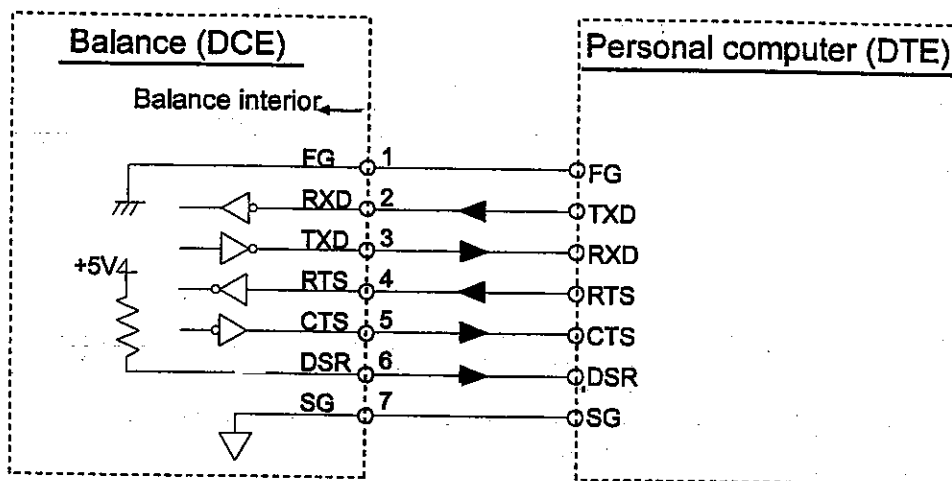 Balance (DCE)
Personal computer (DTE)
Balance interior
FG 1 FG
RXD 2 TXD
TXD 3 RXD
+5V
RTS 4 RTS
CTS 5 CTS
DSR 6 DSR
SG 7 SG